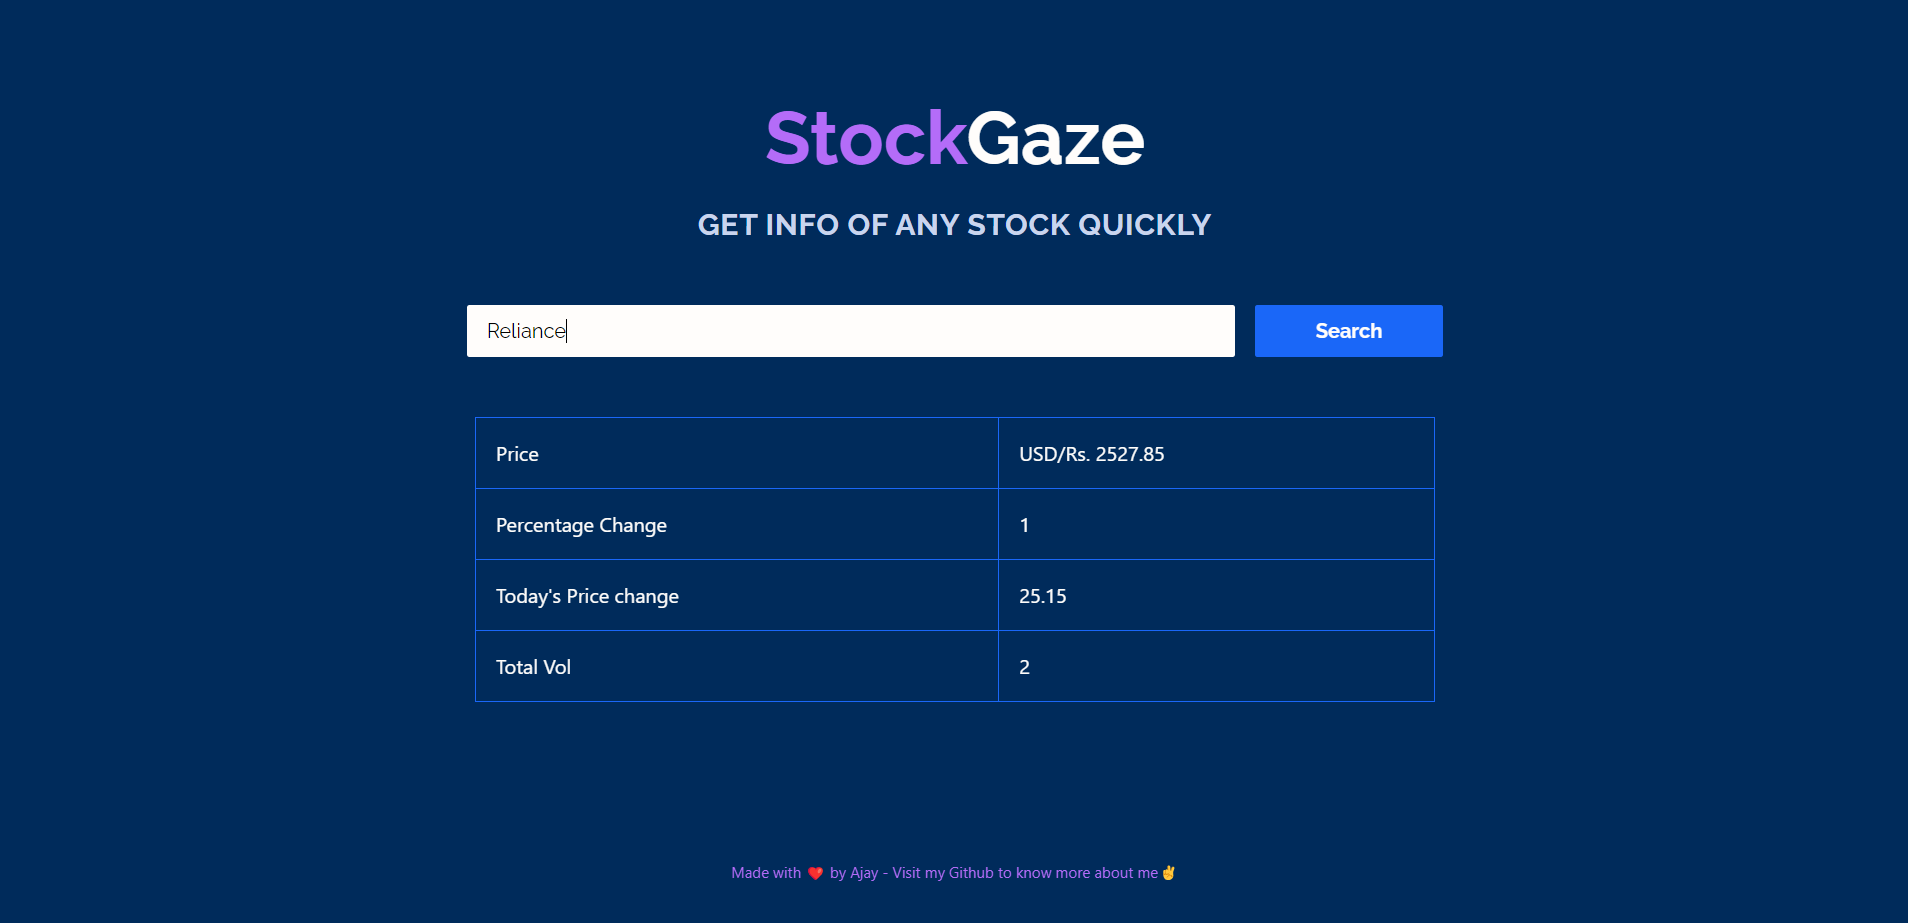 StockGaze
GET INFO OF ANY STOCK QUICKLY
Reliance Search
Price USD/Rs. 2527.85
Percentage Change 1
Today's Price change 25.15
Total Vol 2
Made with ❤️ by Ajay - Visit my Github to know more about me✌️